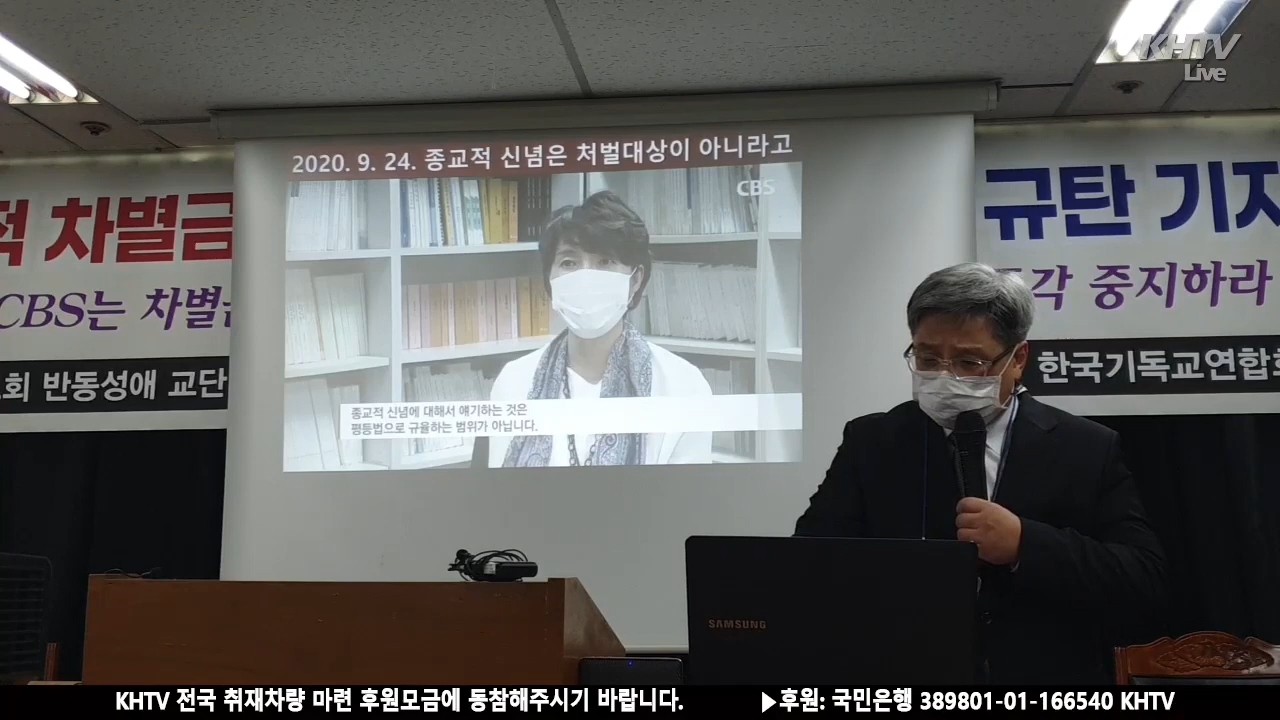 KHTV
Live
2020. 9. 24. 종교적 신념은 처벌대상이 아니라고
CBS
적 차별금
CBS는 차별금
회 반동성애 교단
규탄 기자
즉각 중지하라
한국기독교연합회
종교적 신념에 대해서 얘기하는 것은
평등법으로 규율하는 범위가 아닙니다.
SAMSUNG
KHTV 전국 취재차량 마련 후원모금에 동참해주시기 바랍니다.
▶후원: 국민은행 389801-01-166540 KHTV